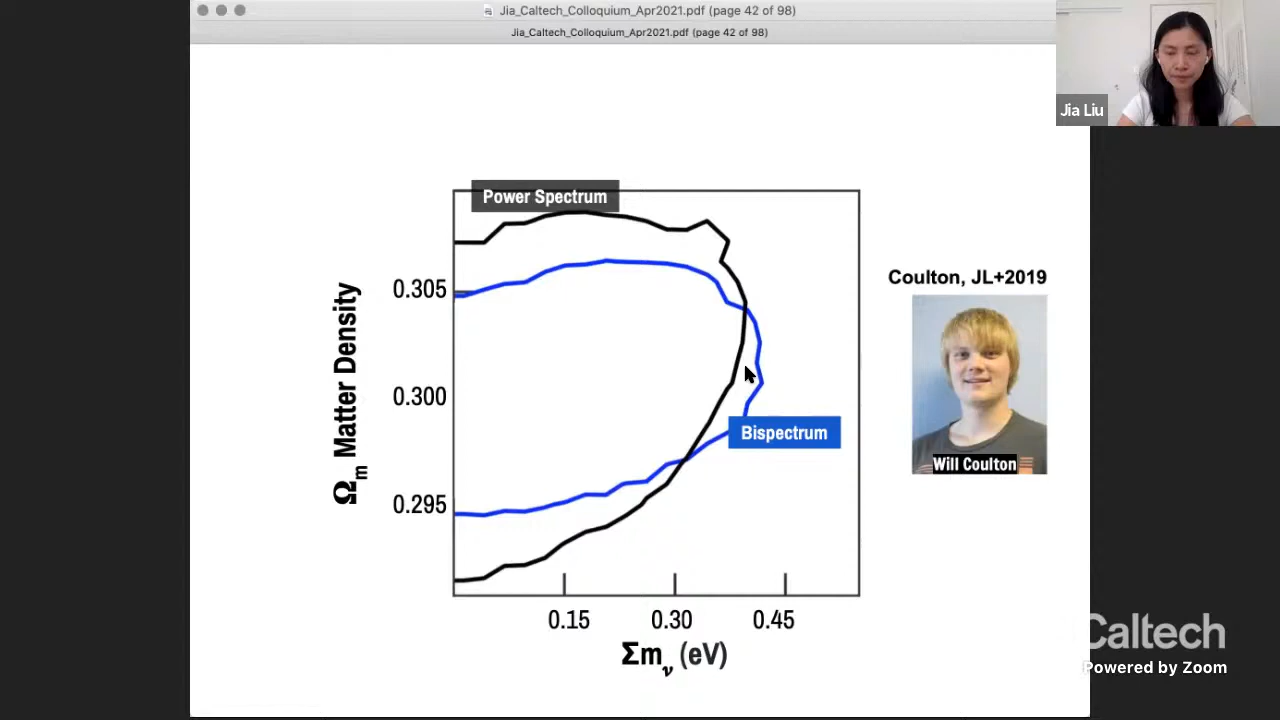 Jia_Caltech_Colloquium_Apr2021.pdf (page 42 of 98)
Jia_Caltech_Colloquium_Apr2021.pdf (page 42 of 98)
Jia Liu
Power Spectrum
Coulton, JL+2019
0.305
0.300
0.295
Ωm Matter Density
Bispectrum
Will Coulton
0.15 0.30 0.45
Σmν (eV)
Caltech
Powered by Zoom